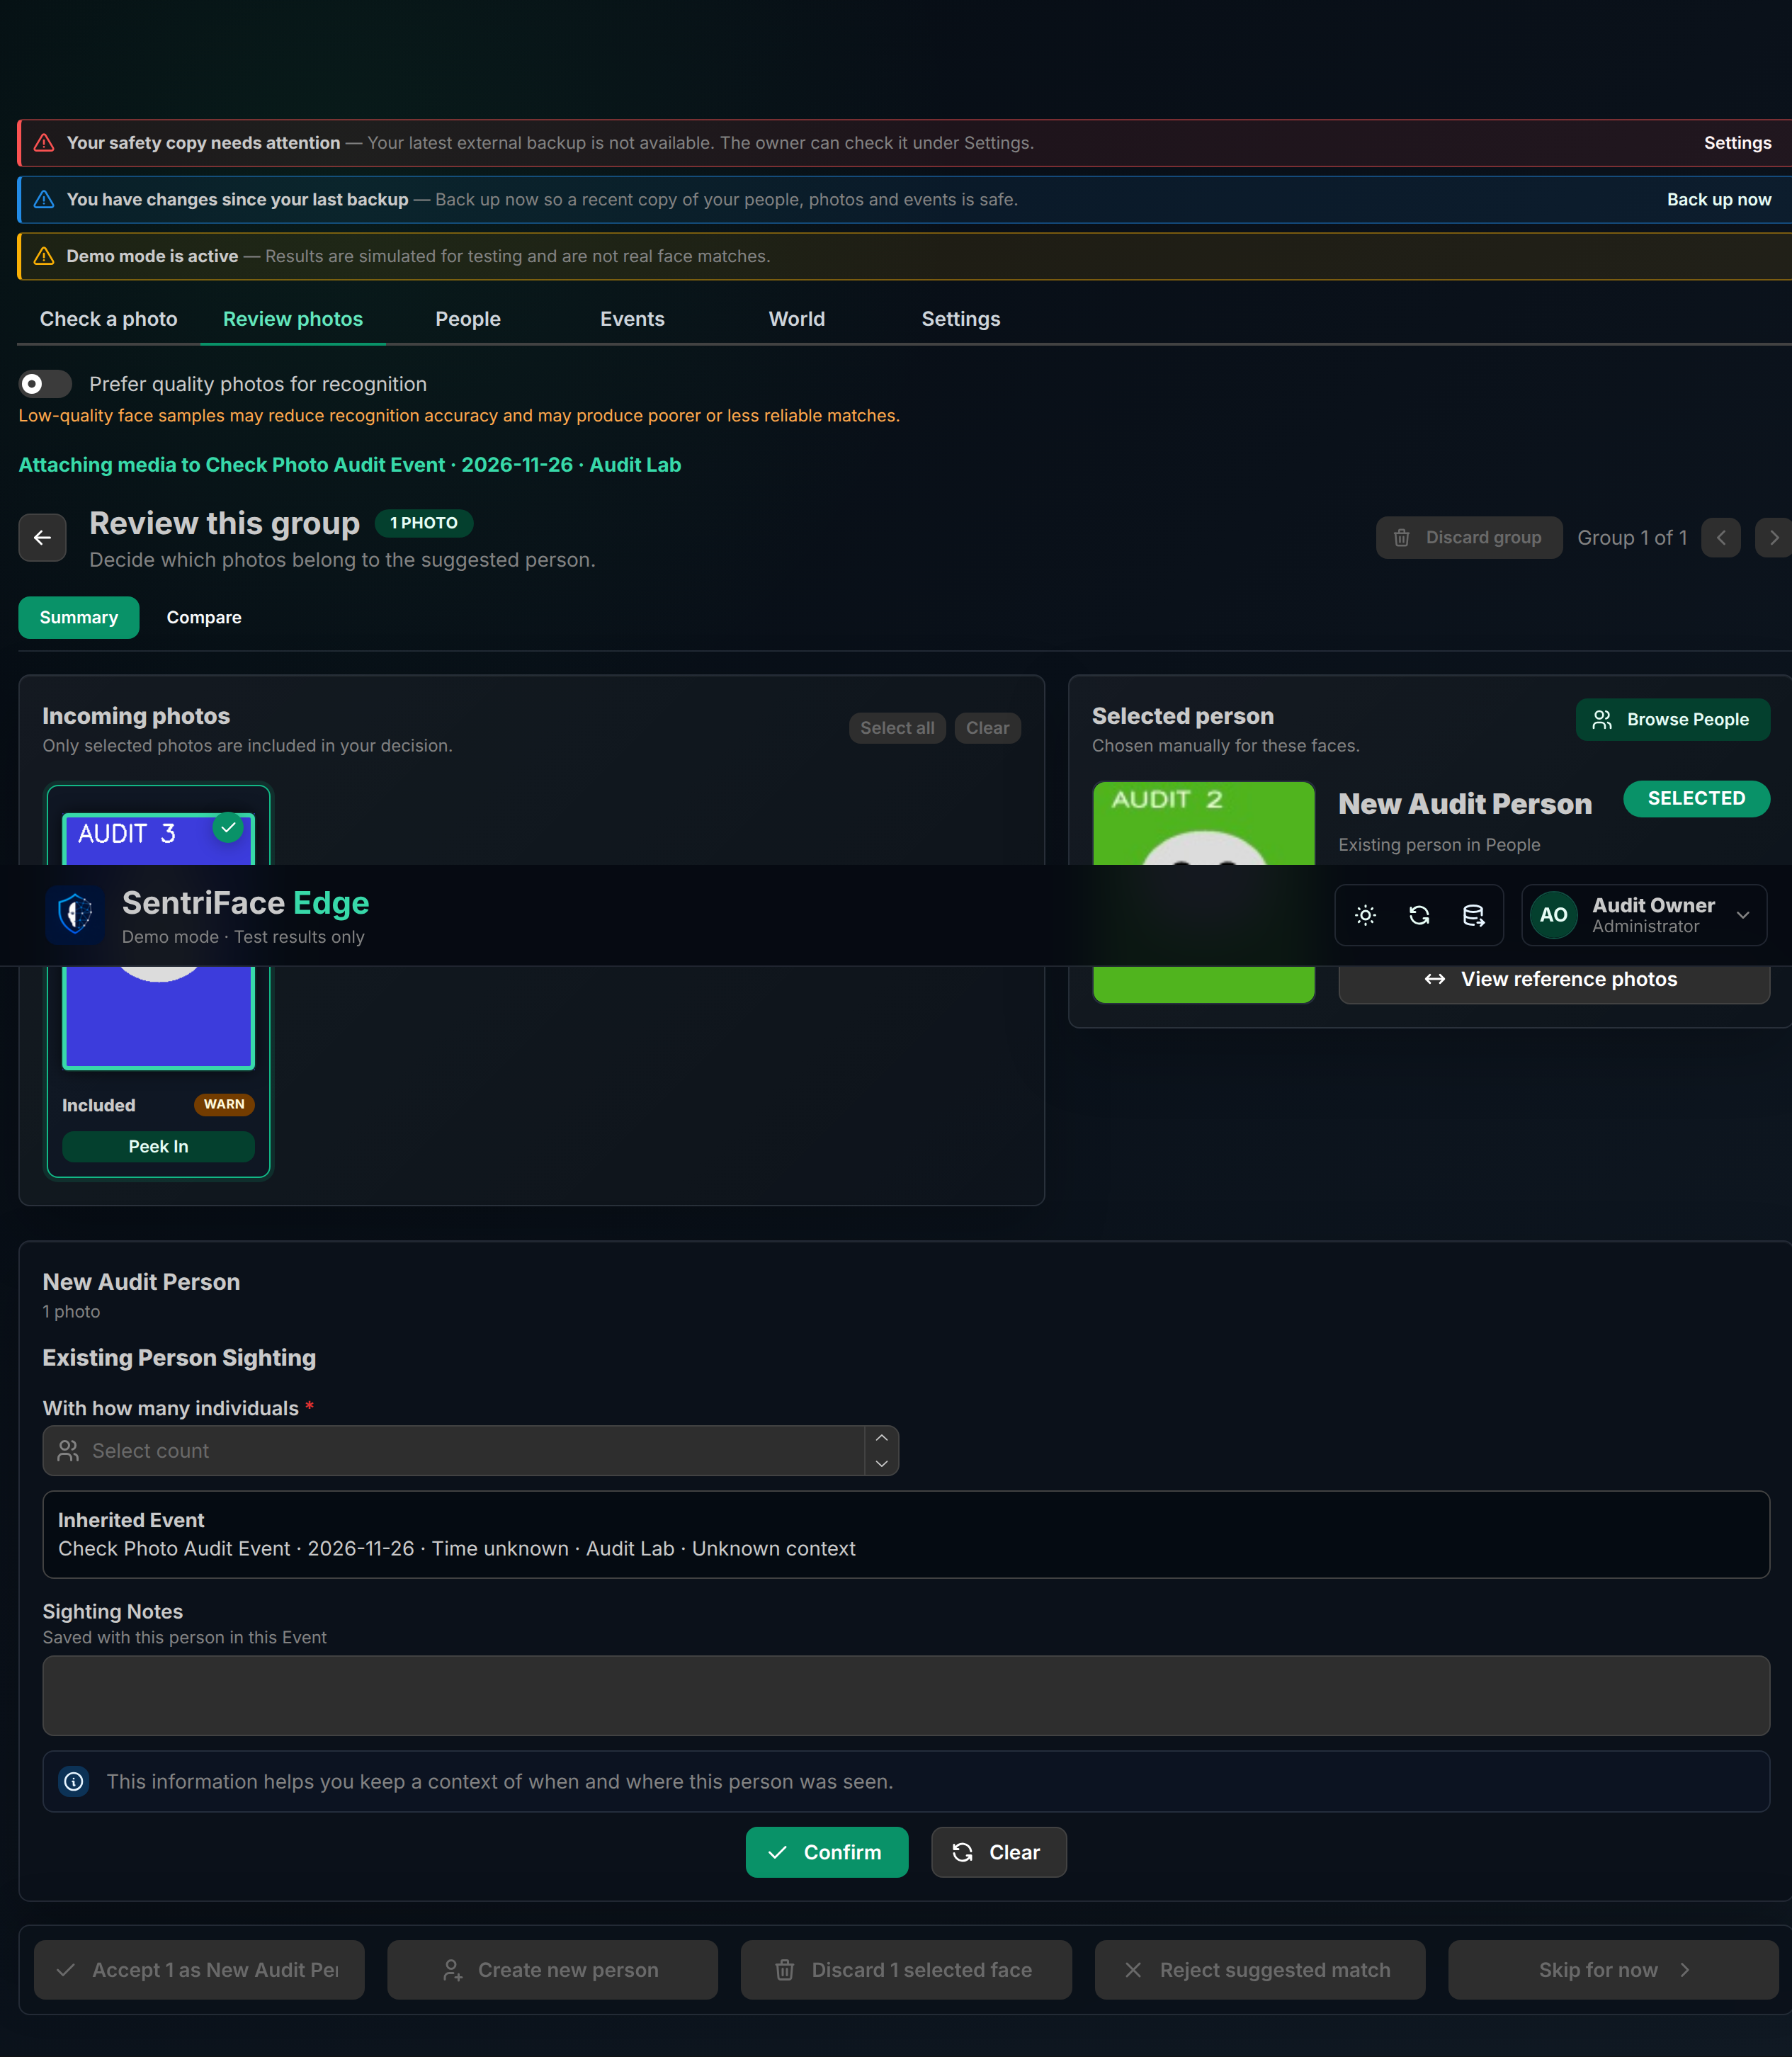 Your safety copy needs attention — Your latest external backup is not available. The owner can check it under Settings. Settings
You have changes since your last backup — Back up now so a recent copy of your people, photos and events is safe. Back up now
Demo mode is active — Results are simulated for testing and are not real face matches.
Check a photo Review photos People Events World Settings
Prefer quality photos for recognition
Low-quality face samples may reduce recognition accuracy and may produce poorer or less reliable matches.
Attaching media to Check Photo Audit Event · 2026-11-26 · Audit Lab
Review this group 1 PHOTO
Decide which photos belong to the suggested person.
Discard group Group 1 of 1
Summary Compare
Incoming photos
Only selected photos are included in your decision.
Select all Clear
AUDIT 3
Selected person
Chosen manually for these faces.
Browse People
AUDIT 2
New Audit Person SELECTED
Existing person in People
SentriFace Edge
Demo mode · Test results only
AO Audit Owner
Administrator
View reference photos
Included WARN
Peek In
New Audit Person
1 photo
Existing Person Sighting
With how many individuals *
Select count
Inherited Event
Check Photo Audit Event · 2026-11-26 · Time unknown · Audit Lab · Unknown context
Sighting Notes
Saved with this person in this Event
This information helps you keep a context of when and where this person was seen.
Confirm Clear
Accept 1 as New Audit Create new person Discard 1 selected face Reject suggested match Skip for now